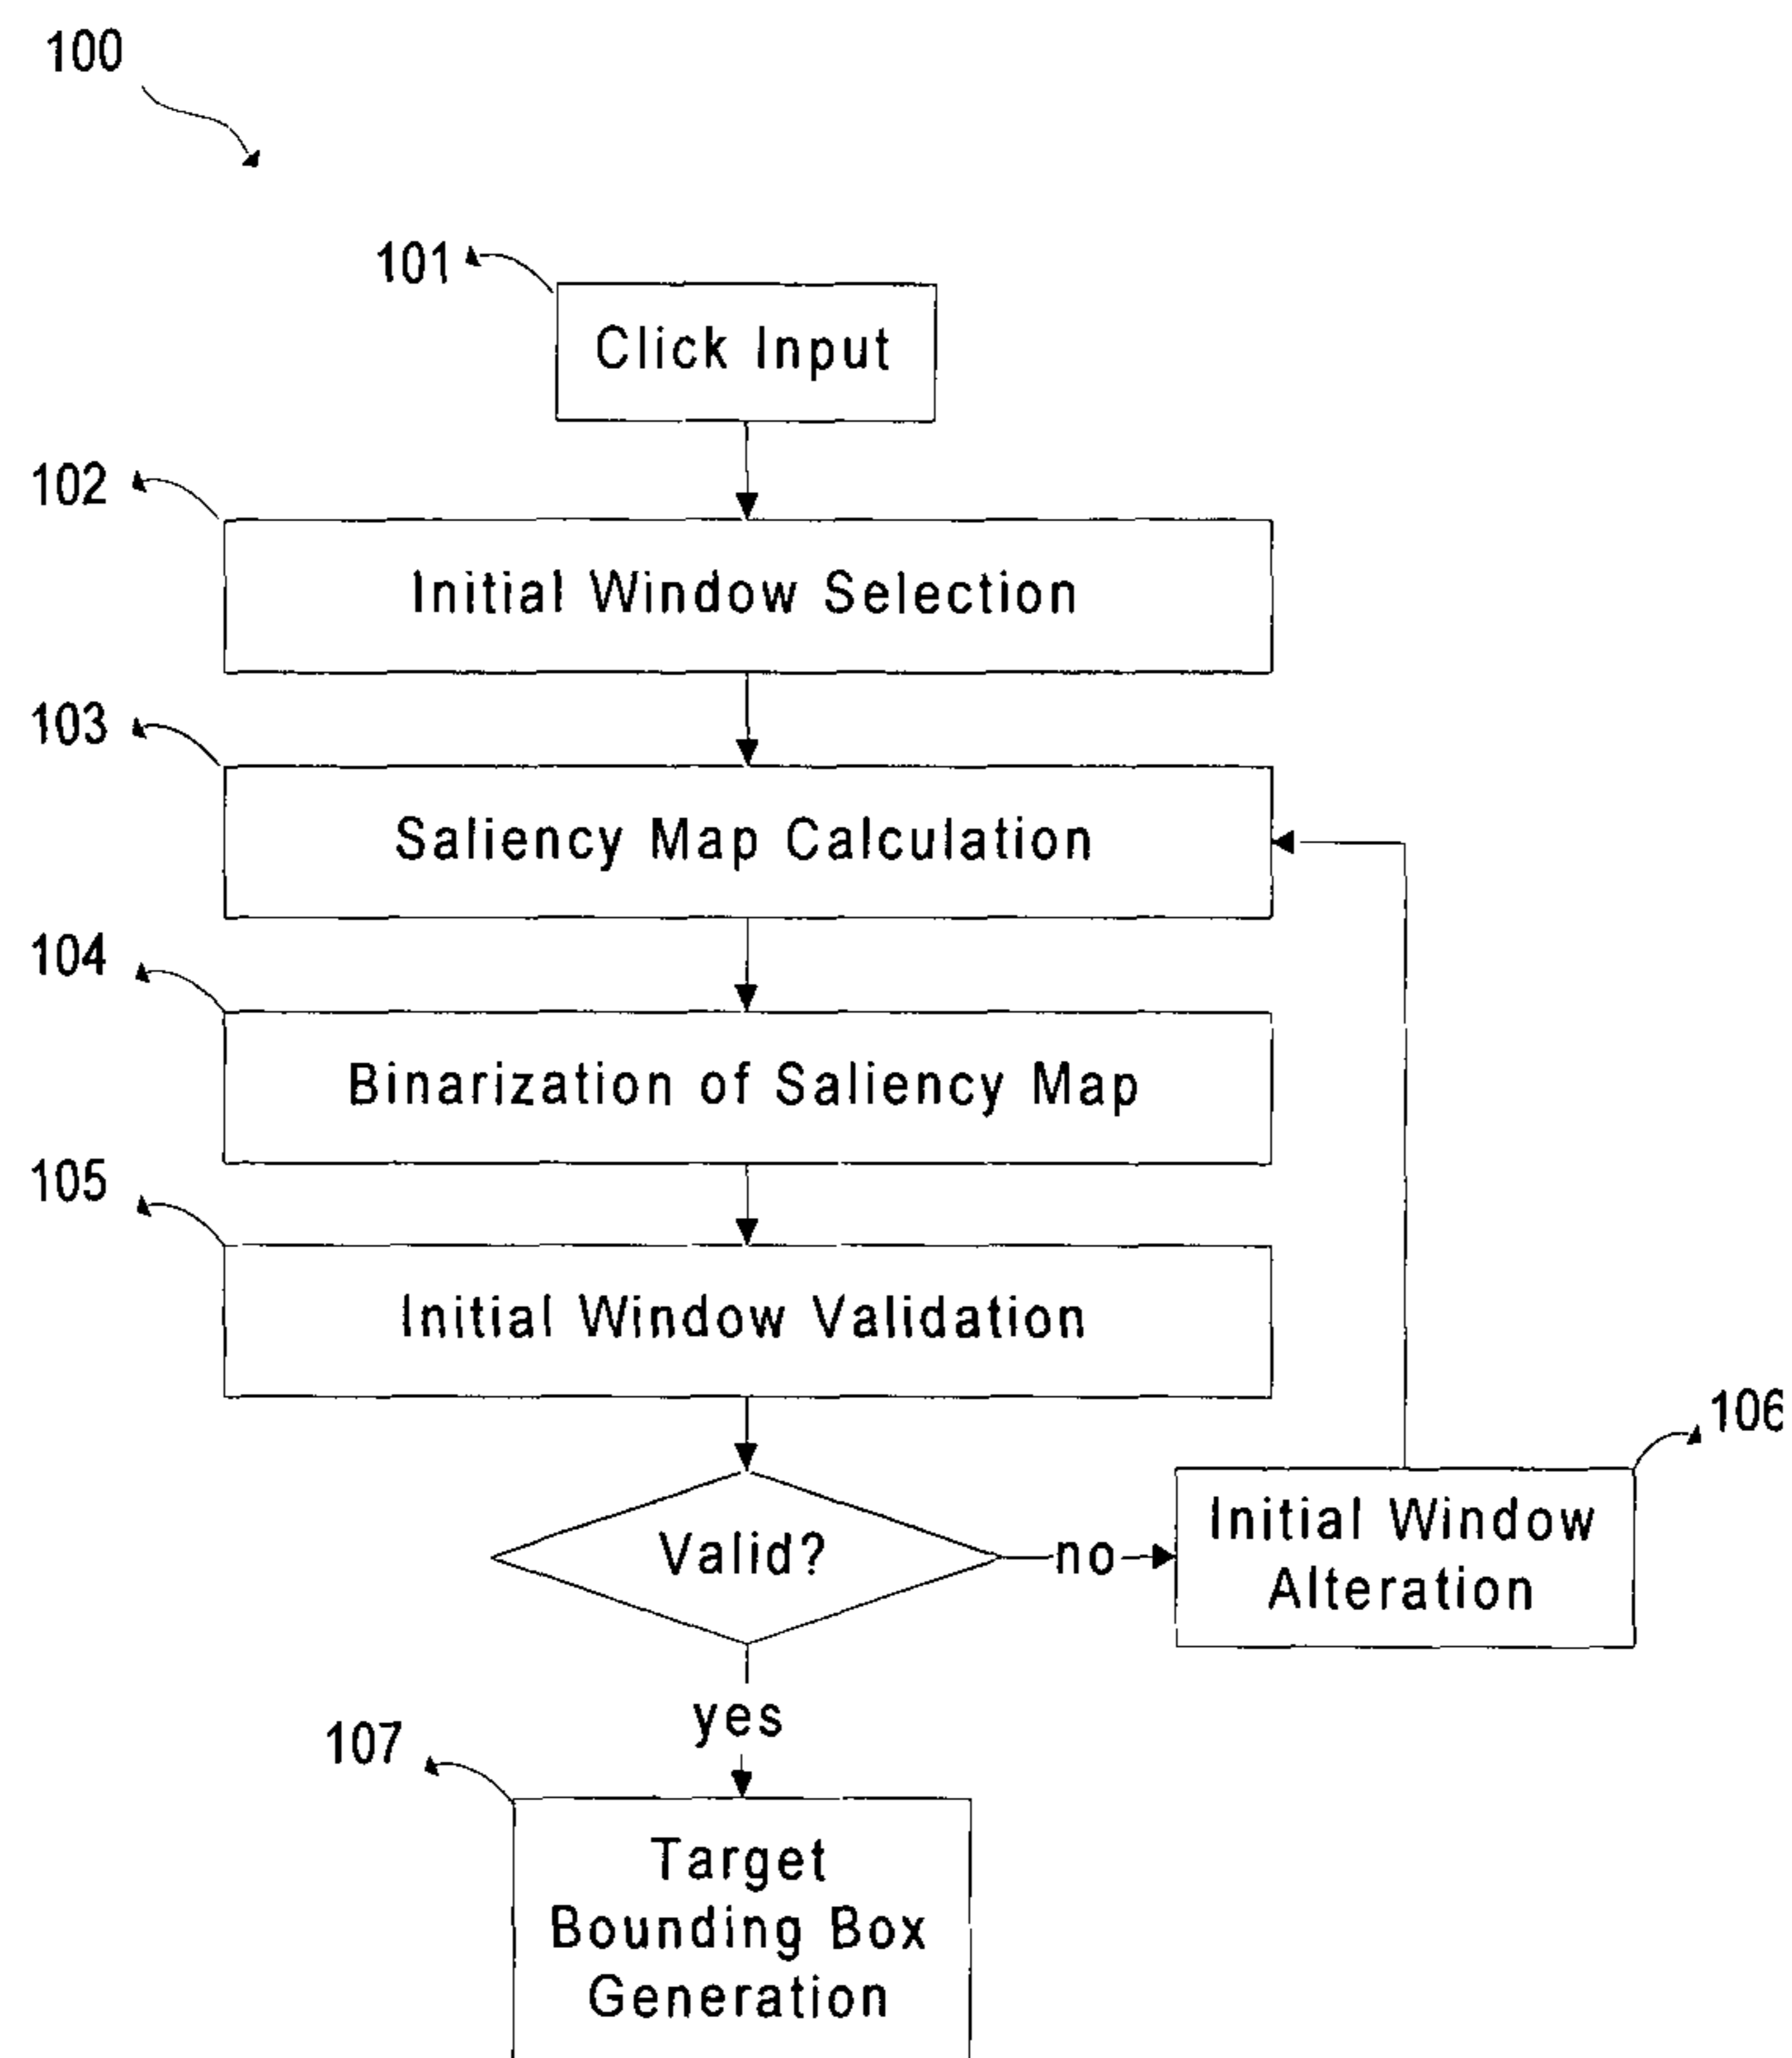 100
101
Click Input
102
Initial Window Selection
103
Saliency Map Calculation
104
Binarization of Saliency Map
105
Initial Window Validation
106
Valid?
no
Initial Window
Alteration
yes
107
Target
Bounding Box
Generation